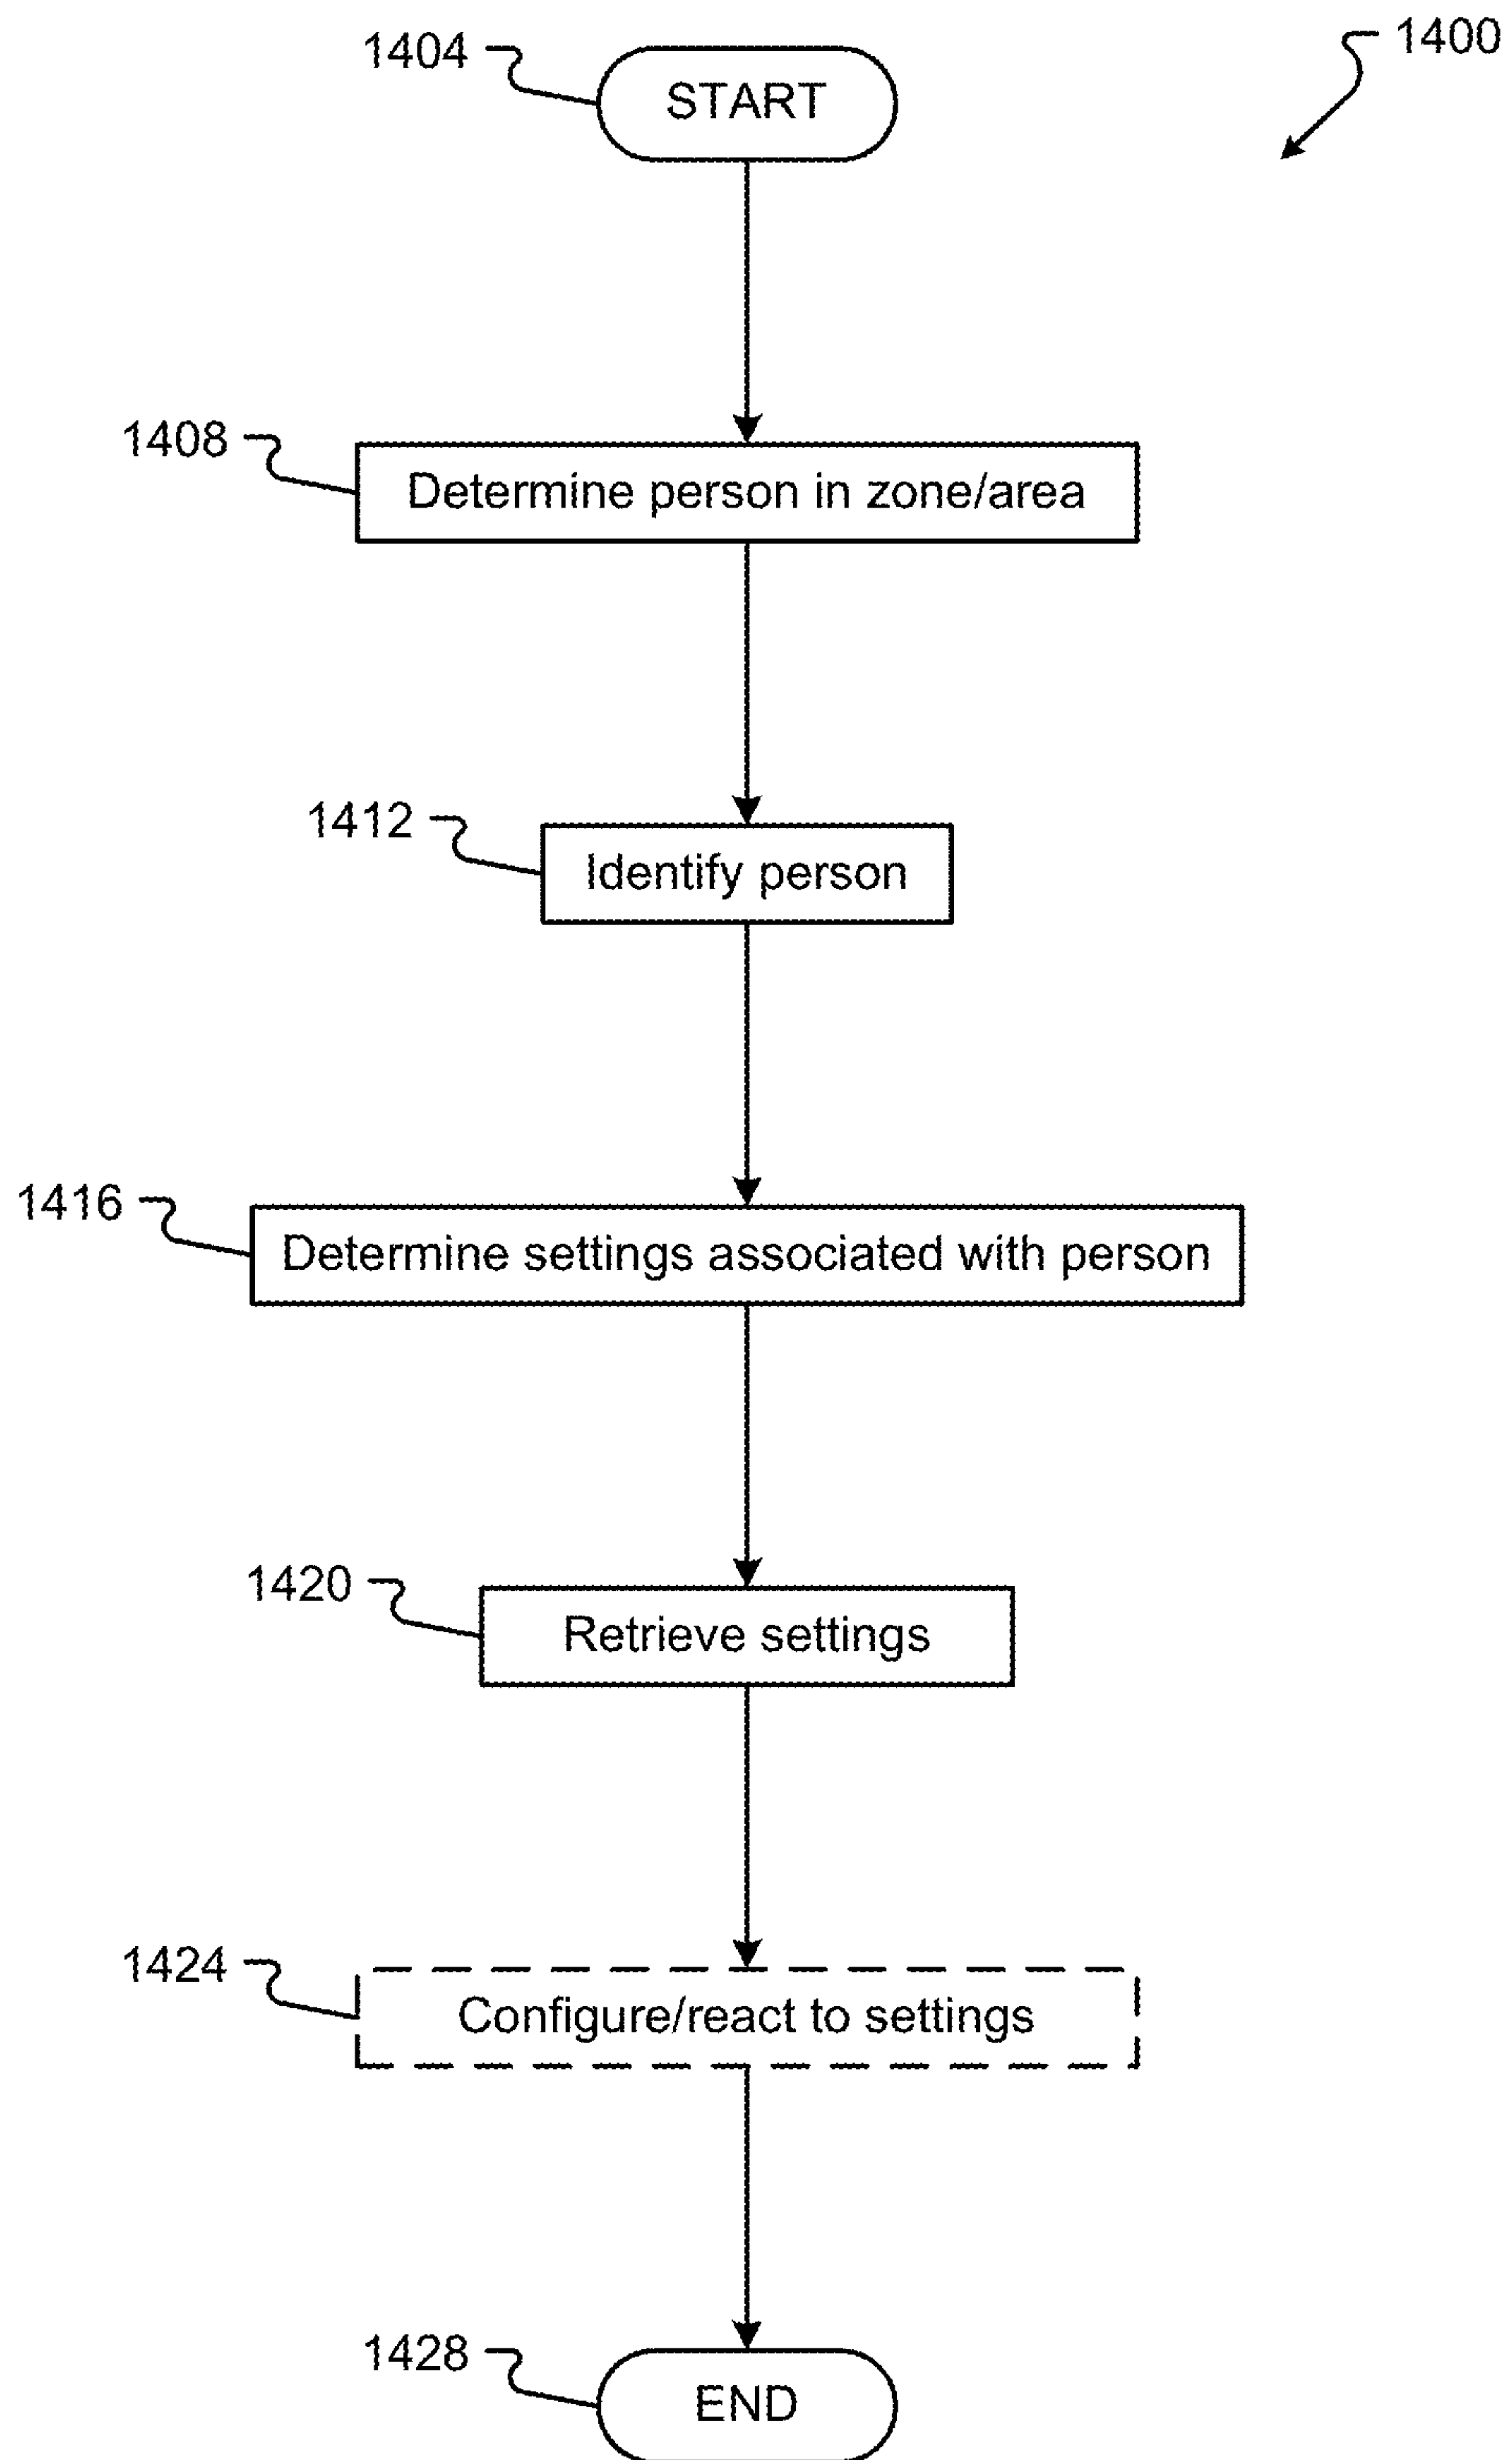 1400
1404
START
1408
Determine person in zone/area
1412
Identify person
1416
Determine settings associated with person
1420
Retrieve settings
1424
Configure/react to settings
1428
END